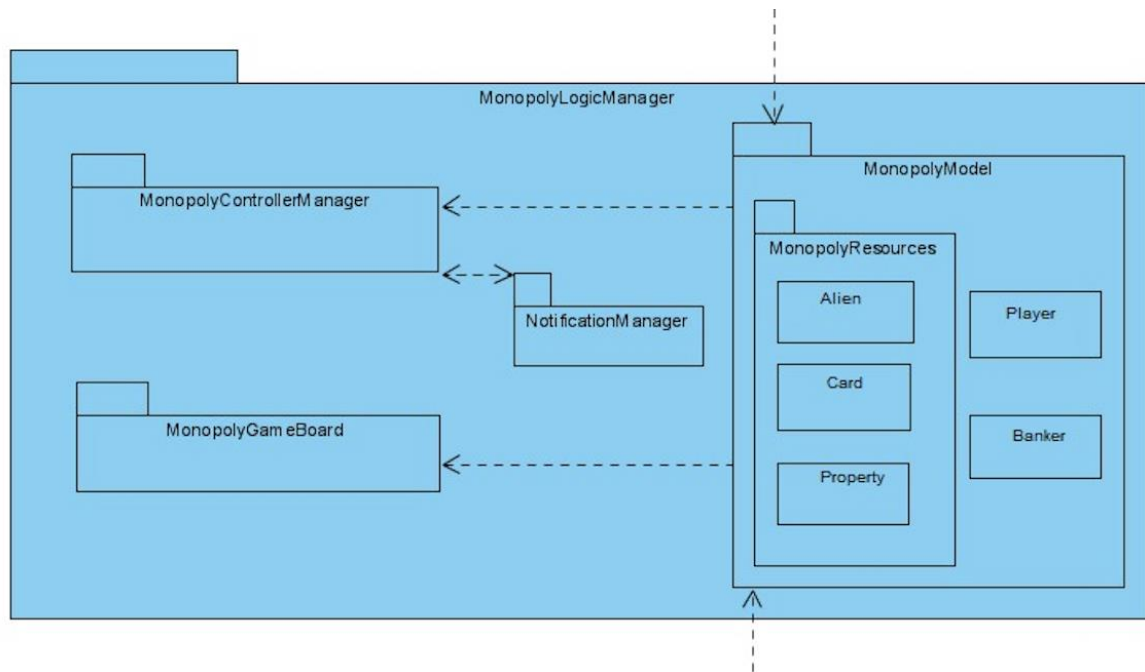 MonopolyLogicManager
MonopolyControllerManager
NotificationManager
MonopolyGameBoard
MonopolyModel
MonopolyResources
Alien
Card
Property
Player
Banker